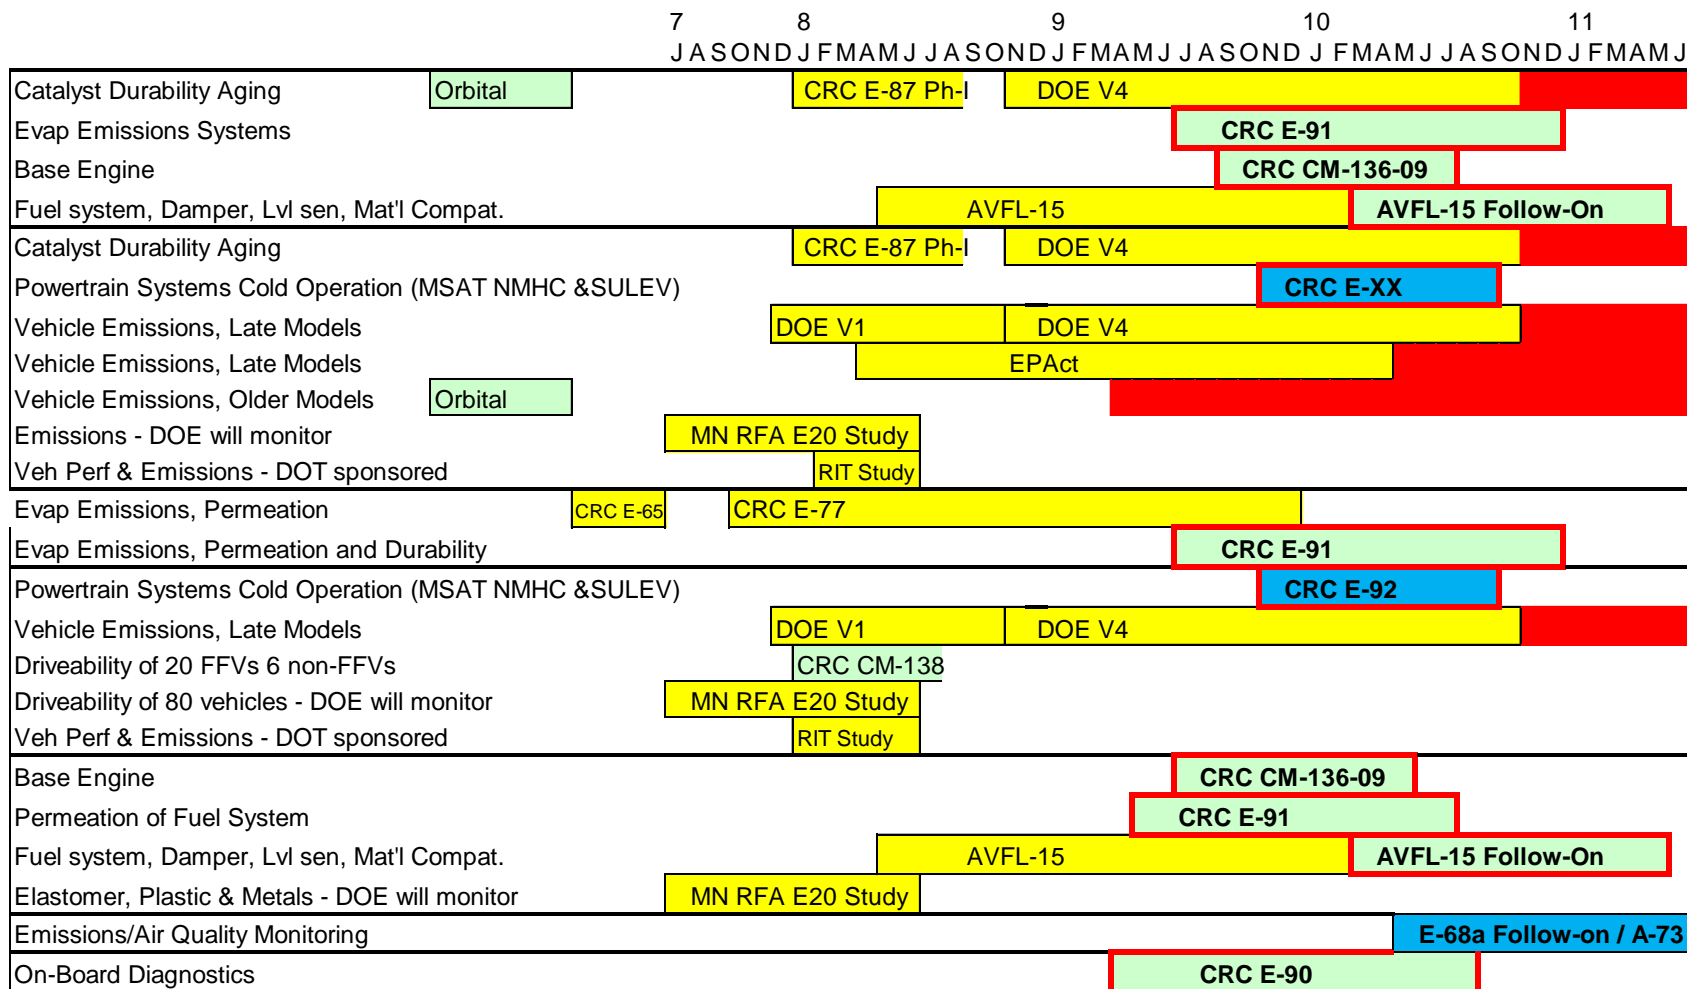 7 8 9 10 11
J A S O N D J F M A M J J A S O N D J F M A M J J A S O N D J F M A M J J A S O N D J F M A M J
Catalyst Durability Aging Orbital CRC E-87 Ph-I DOE V4
Evap Emissions Systems CRC E-91
Base Engine CRC CM-136-09
Fuel system, Damper, Lvl sen, Mat'l Compat. AVFL-15 AVFL-15 Follow-On
Catalyst Durability Aging CRC E-87 Ph-I DOE V4
Powertrain Systems Cold Operation (MSAT NMHC &SULEV) CRC E-XX
Vehicle Emissions, Late Models DOE V1 DOE V4
Vehicle Emissions, Late Models EPAct
Vehicle Emissions, Older Models Orbital
Emissions - DOE will monitor MN RFA E20 Study
Veh Perf & Emissions - DOT sponsored RIT Study
Evap Emissions, Permeation CRC E-65 CRC E-77
Evap Emissions, Permeation and Durability CRC E-91
Powertrain Systems Cold Operation (MSAT NMHC &SULEV) CRC E-92
Vehicle Emissions, Late Models DOE V1 DOE V4
Driveability of 20 FFVs 6 non-FFVs CRC CM-138
Driveability of 80 vehicles - DOE will monitor MN RFA E20 Study
Veh Perf & Emissions - DOT sponsored RIT Study
Base Engine CRC CM-136-09
Permeation of Fuel System CRC E-91
Fuel system, Damper, Lvl sen, Mat'l Compat. AVFL-15 AVFL-15 Follow-On
Elastomer, Plastic & Metals - DOE will monitor MN RFA E20 Study
Emissions/Air Quality Monitoring E-68a Follow-on / A-73
On-Board Diagnostics CRC E-90